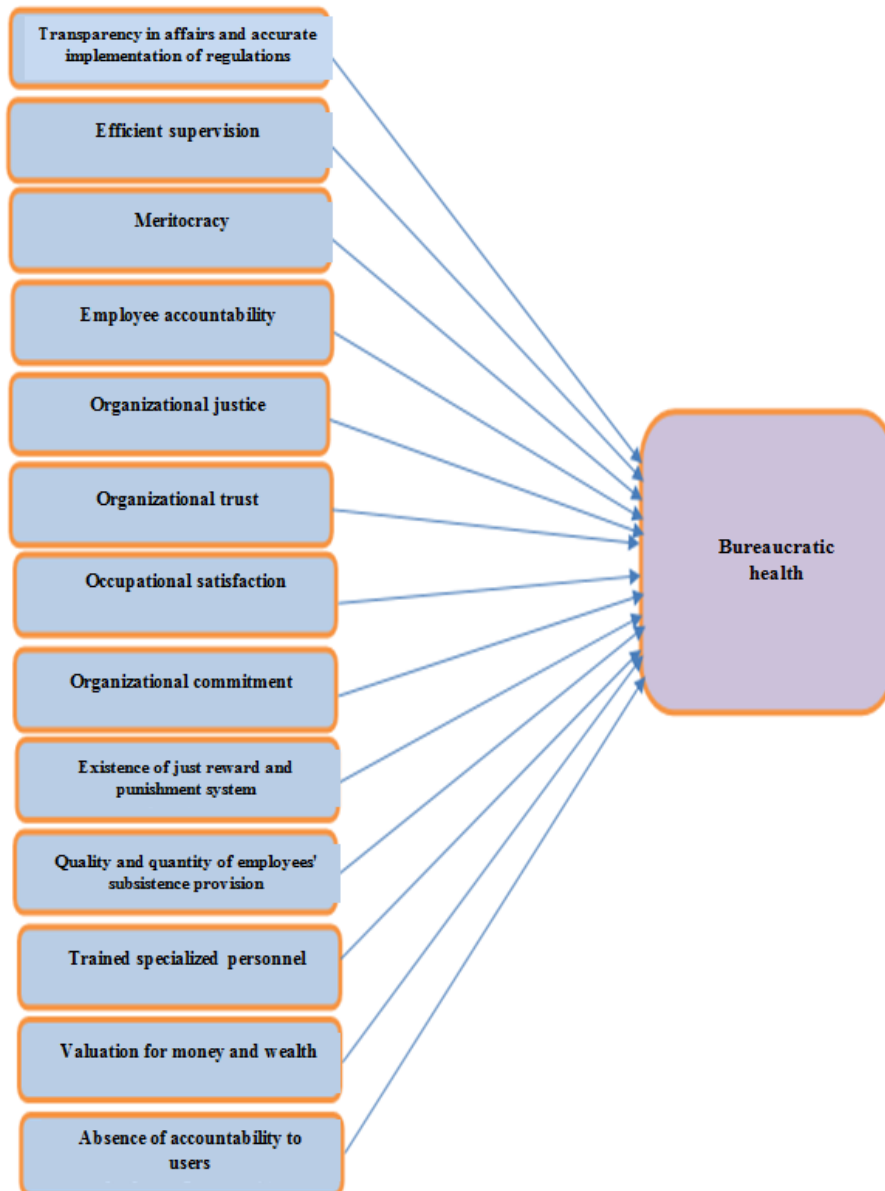 Transparency in affairs and accurate
implementation of regulations
Efficient supervision
Meritocracy
Employee accountability
Organizational justice
Organizational trust
Occupational satisfaction
Organizational commitment
Existence of just reward and
punishment system
Quality and quantity of employees'
subsistence provision
Trained specialized personnel
Valuation for money and wealth
Absence of accountability to
users
Bureaucratic
health